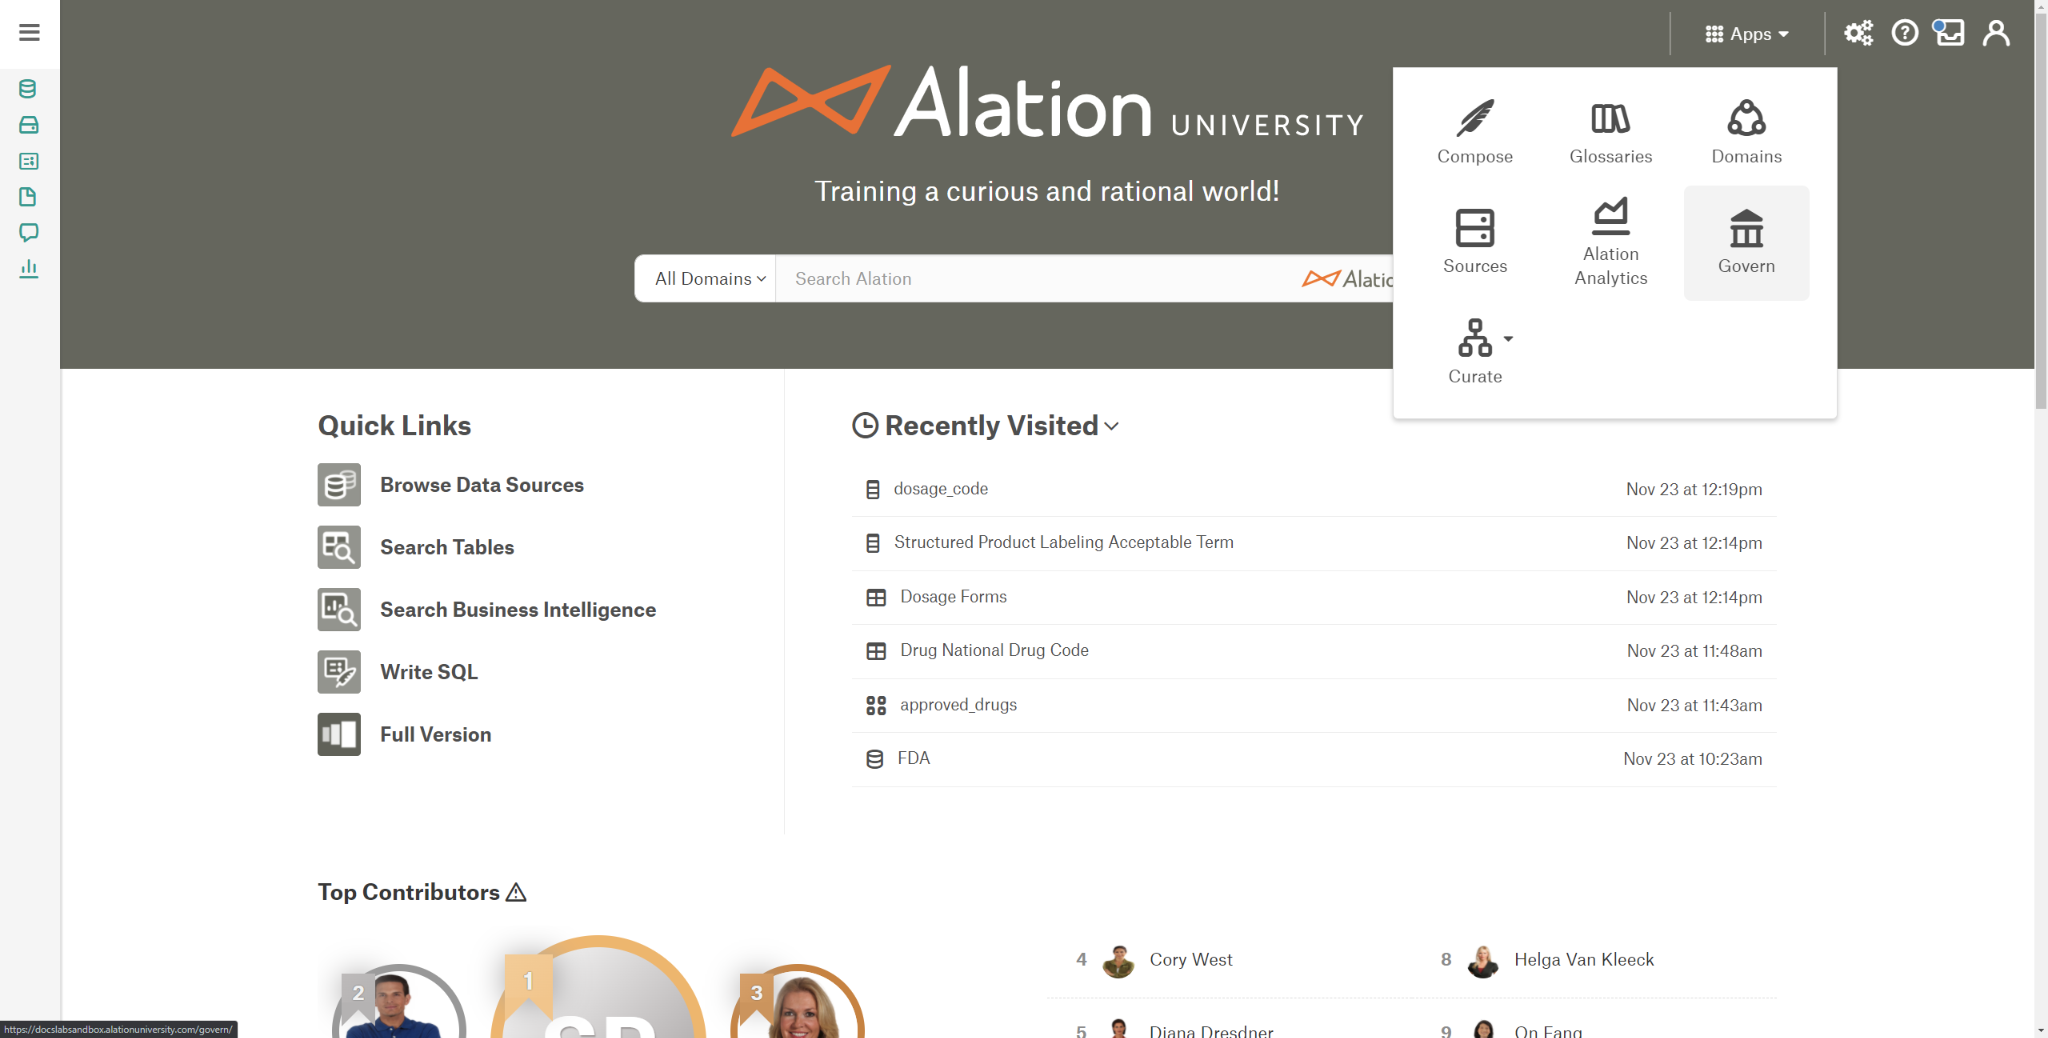 Apps
Alation UNIVERSITY
Training a curious and rational world!
All Domains
Search Alation
Alatic
Compose
Glossaries
Domains
Sources
Alation
Analytics
Govern
Curate
Quick Links
Browse Data Sources
Search Tables
Search Business Intelligence
Write SQL
Full Version
Recently Visited
dosage_code Nov 23 at 12:19pm
Structured Product Labeling Acceptable Term Nov 23 at 12:14pm
Dosage Forms Nov 23 at 12:14pm
Drug National Drug Code Nov 23 at 11:48am
approved_drugs Nov 23 at 11:43am
FDA Nov 23 at 10:23am
Top Contributors
2
1
3
4 Cory West
8 Helga Van Kleeck
5 Diana Dresdner
9 On Fang
https://docslabsandbox.alationuniversity.com/govern/